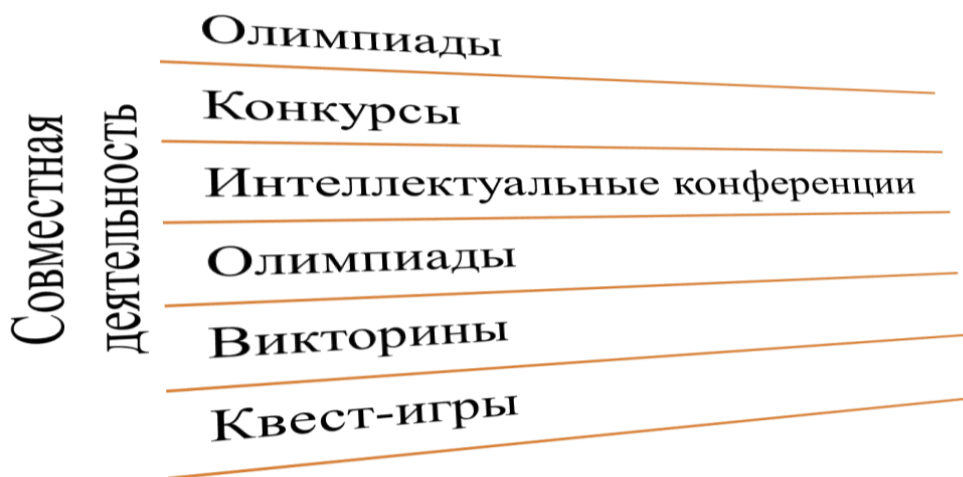 Совместная
деятельность
Олимпиады
Конкурсы
Интеллектуальные конференции
Олимпиады
Викторины
Квест-игры